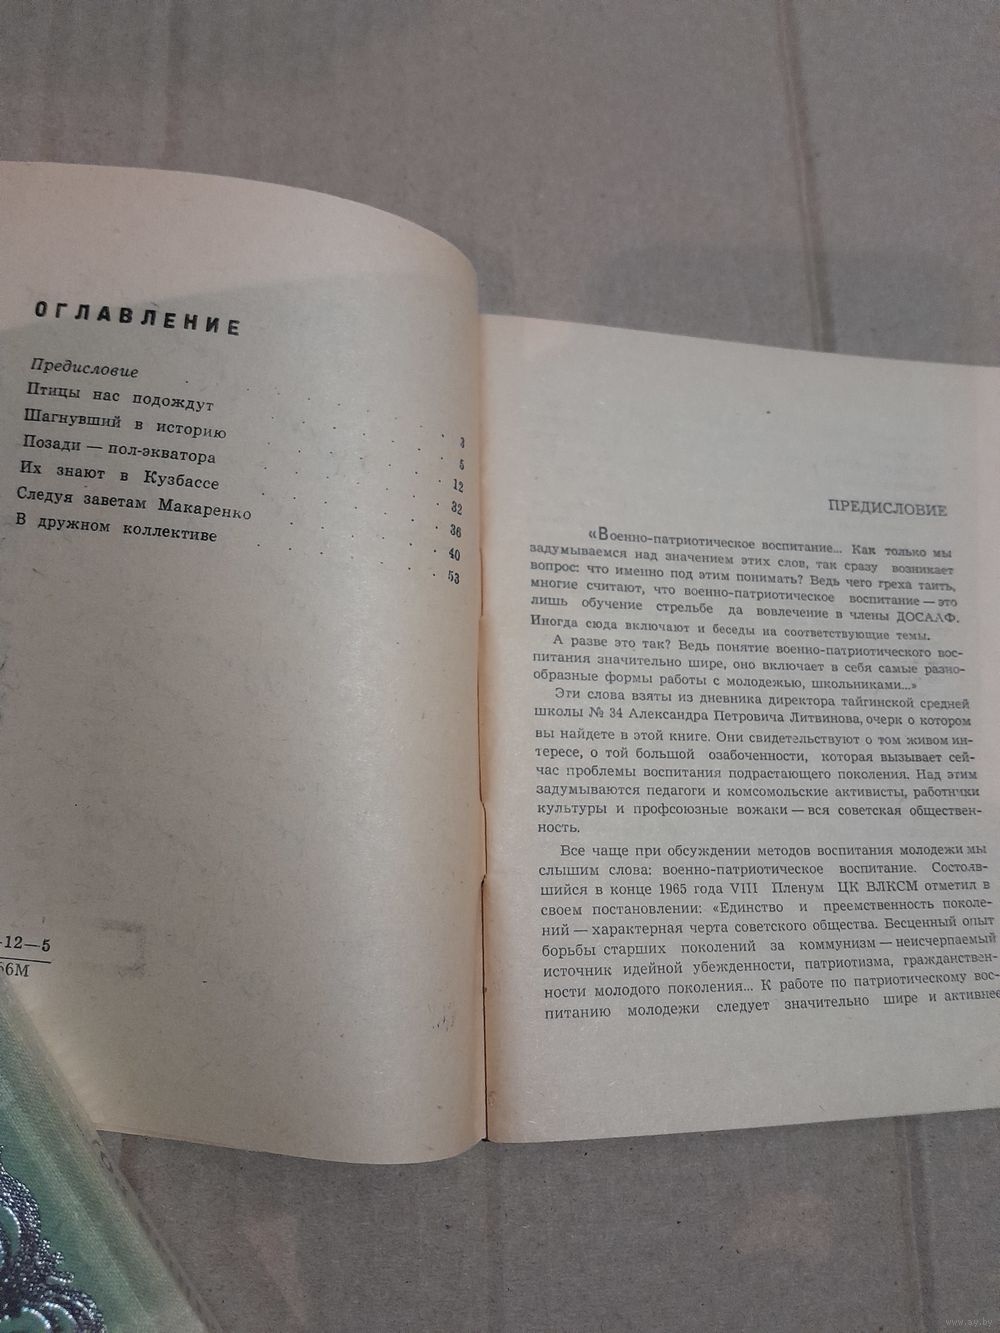 ОГЛАВЛЕНИЕ
Предисловие 3
Птицы нас подождут 5
Шагнувший в историю 12
Позади — пол-экватора 32
Их знают в Кузбассе 36
Следуя заветам Макаренко 40
В дружном коллективе 53
-12—5
66М
ПРЕДИСЛОВИЕ
«Военно-патриотическое воспитание... Как только мы
задумываемся над значением этих слов, так сразу возникает
вопрос: что именно под этим понимать? Ведь чего греха таить,
многие считают, что военно-патриотическое воспитание — это
лишь обучение стрельбе да вовлечение в члены ДОСААФ.
Иногда сюда включают и беседы на соответствующие темы.
А разве это так? Ведь понятие военно-патриотического вос-
питания значительно шире, оно включает в себя самые разно-
образные формы работы с молодежью, школьниками...»
Эти слова взяты из дневника директора тайгинской средней
школы № 34 Александра Петровича Литвинова, очерк о котором
вы найдете в этой книге. Они свидетельствуют о том живом ин-
тересе, о той большой озабоченности, которая вызывает сей-
час проблемы воспитания подрастающего поколения. Над этим
задумываются педагоги и комсомольские активисты, работники
культуры и профсоюзные вожаки — вся советская обществен-
ность.
Все чаще при обсуждении методов воспитания молодежи мы
слышим слова: военно-патриотическое воспитание. Состояв-
шийся в конце 1965 года VIII Пленум ЦК ВЛКСМ отметил в
своем постановлении: «Единство и преемственность поколе-
ний — характерная черта советского общества. Бесценный опыт
борьбы старших поколений за коммунизм — неисчерпаемый
источник идейной убежденности, патриотизма, гражданствен-
ности молодого поколения... К работе по патриотическому вос-
питанию молодежи следует значительно шире и активнее
www.ay.by